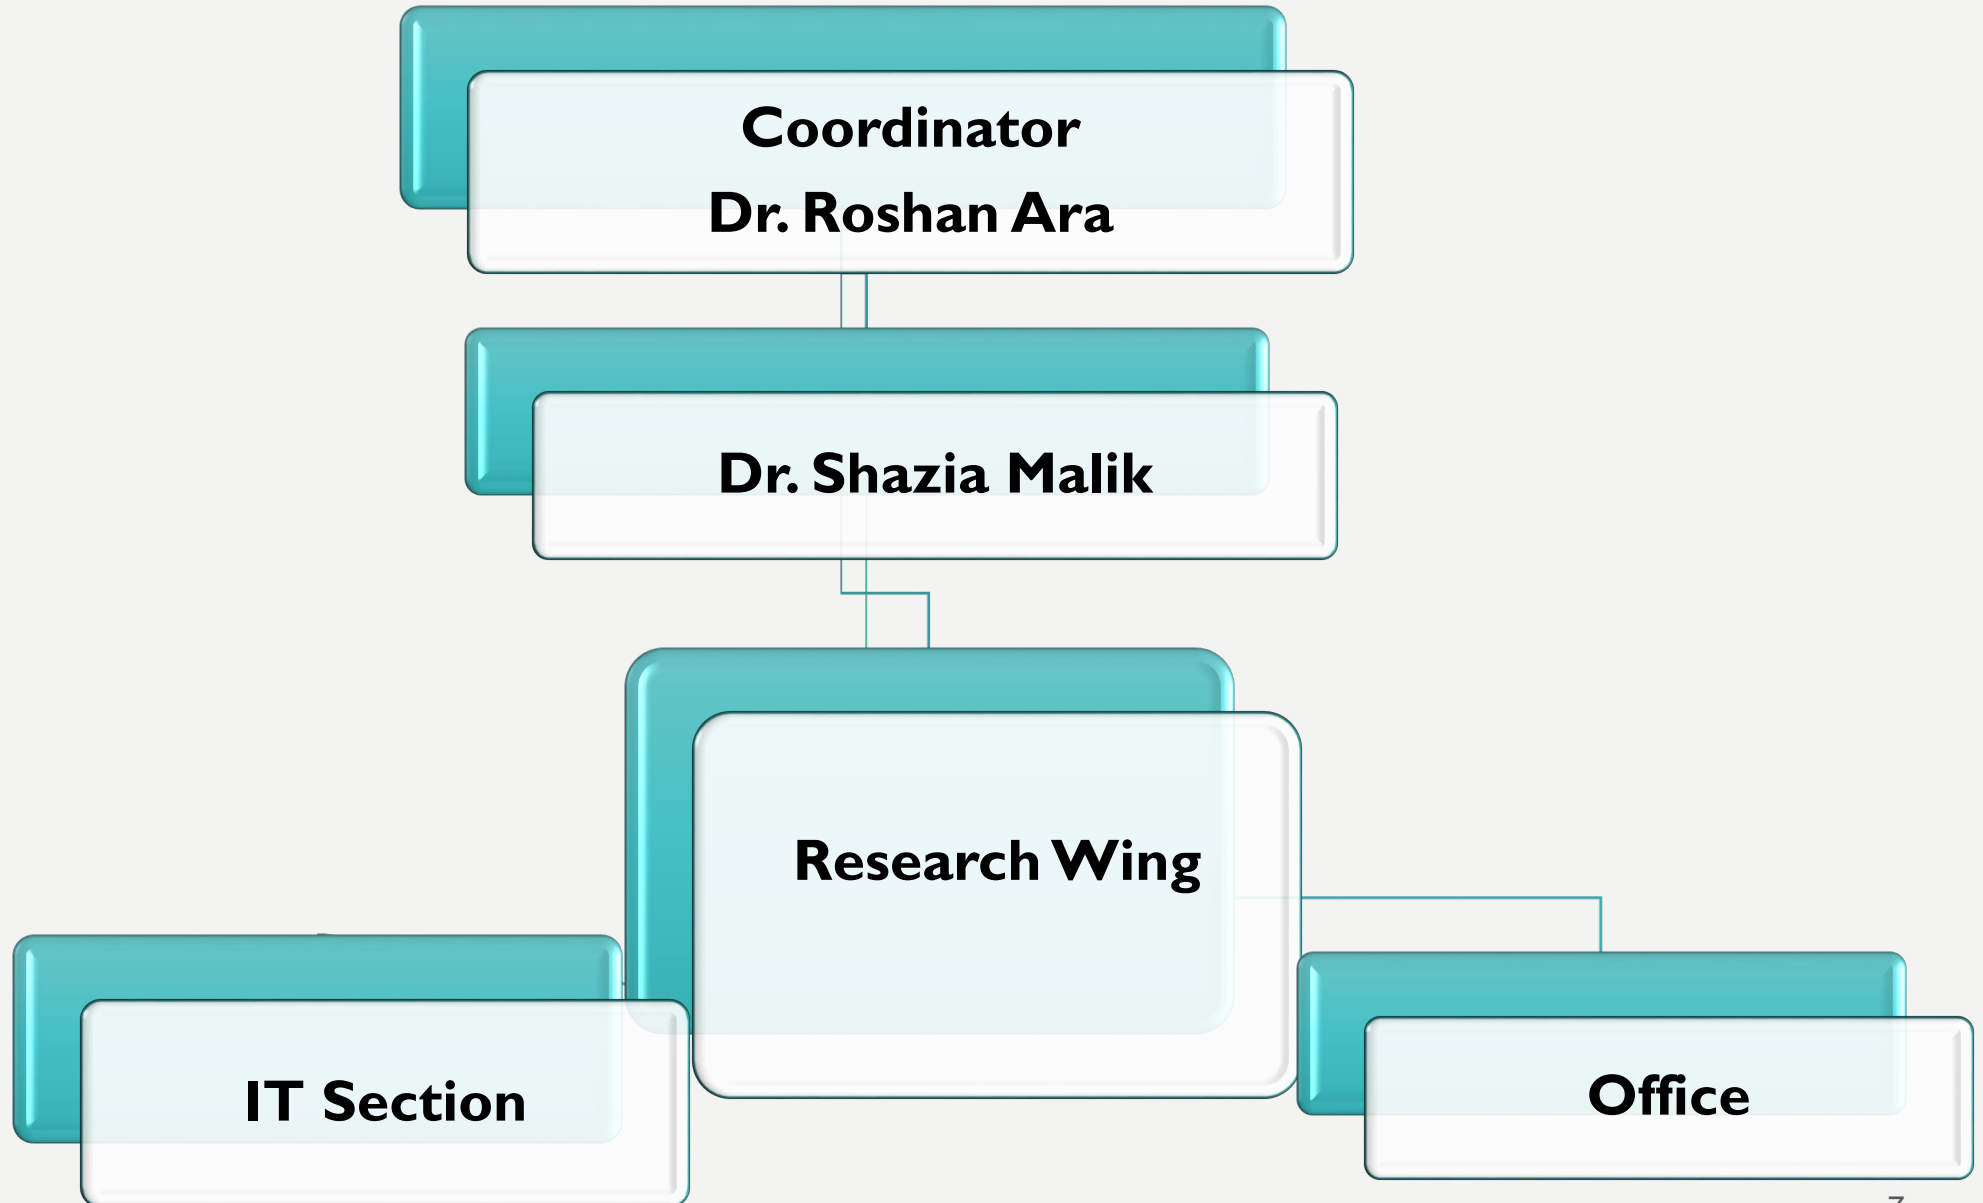 Coordinator
Dr. Roshan Ara
Dr. Shazia Malik
Research Wing
IT Section
Office